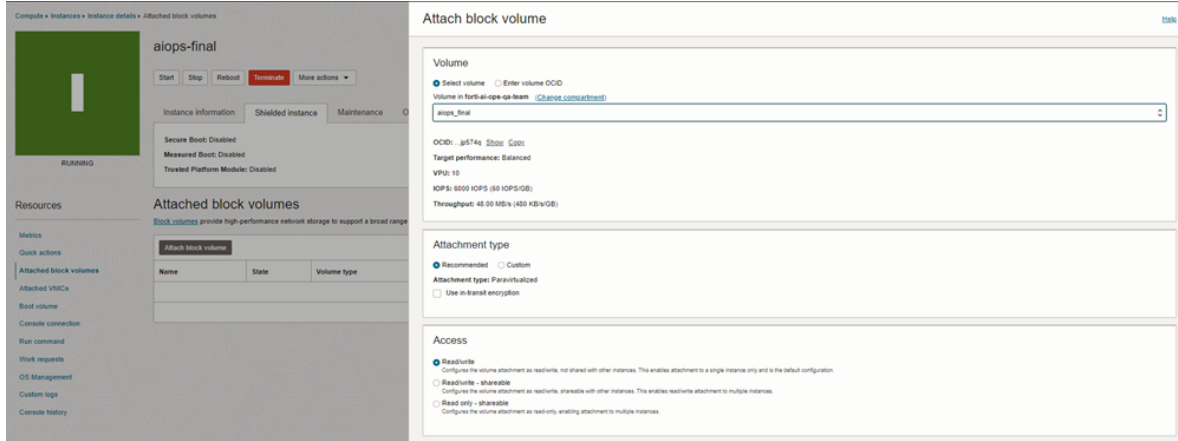 Compute » Instances » Instance details » Attached block volumes
aiops-final
Start Stop Reboot Terminate More actions
Instance information Shielded instance Maintenance O
Secure Boot: Disabled
Measured Boot: Disabled
Trusted Platform Module: Disabled
RUNNING
Resources
Metrics
Quick actions
Attached block volumes
Attached VNICs
Boot volume
Console connection
Run command
Work requests
OS Management
Custom logs
Console history
Attached block volumes
Block volumes provide high-performance network storage to support a broad range
Attach block volume
Name State Volume type
Attach block volume
Help
Volume
Select volume Enter volume OCID
Volume in forti-ai-ops-qa-team (Change compartment)
aiops_final
OCID: ...jp574q Show Copy
Target performance: Balanced
VPU: 10
IOPS: 6000 IOPS (60 IOPS/GB)
Throughput: 48.00 MB/s (480 KB/s/GB)
Attachment type
Recommended Custom
Attachment type: Paravirtualized
Use in-transit encryption
Access
Read/write
Configures the volume attachment as read/write, not shared with other instances. This enables attachment to a single instance only and is the default configuration.
Read/write - shareable
Configures the volume attachment as read/write, shareable with other instances. This enables read/write attachment to multiple instances.
Read only - shareable
Configures the volume attachment as read-only, enabling attachment to multiple instances.